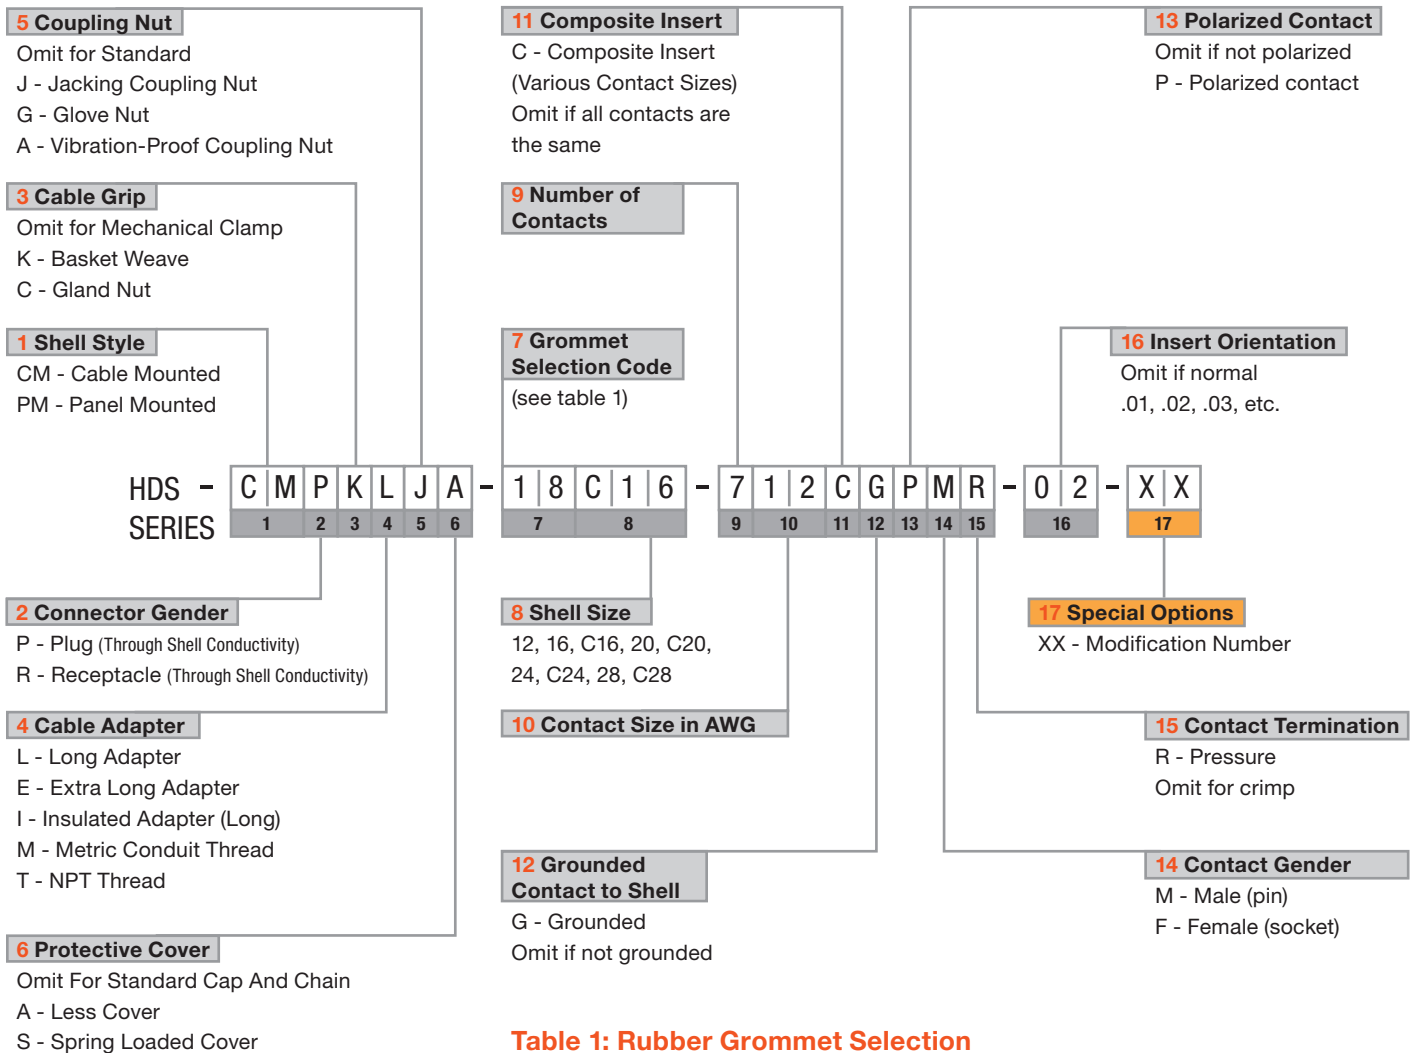 5 Coupling Nut
Omit for Standard
J - Jacking Coupling Nut
G - Glove Nut
A - Vibration-Proof Coupling Nut
3 Cable Grip
Omit for Mechanical Clamp
K - Basket Weave
C - Gland Nut
1 Shell Style
CM - Cable Mounted
PM - Panel Mounted
11 Composite Insert
C - Composite Insert
(Various Contact Sizes)
Omit if all contacts are
the same
9 Number of
Contacts
7 Grommet
Selection Code
(see table 1)
13 Polarized Contact
Omit if not polarized
P - Polarized contact
16 Insert Orientation
Omit if normal
.01, .02, .03, etc.
HDS - C M P K L J A - 1 8 C 1 6 - 7 1 2 C G P M R - 0 2 - X X
SERIES 1 2 3 4 5 6 7 8 9 10 11 12 13 14 15 16 17
2 Connector Gender
P - Plug (Through Shell Conductivity)
R - Receptacle (Through Shell Conductivity)
4 Cable Adapter
L - Long Adapter
E - Extra Long Adapter
I - Insulated Adapter (Long)
M - Metric Conduit Thread
T - NPT Thread
6 Protective Cover
Omit For Standard Cap And Chain
A - Less Cover
S - Spring Loaded Cover
8 Shell Size
12, 16, C16, 20, C20,
24, C24, 28, C28
10 Contact Size in AWG
12 Grounded
Contact to Shell
G - Grounded
Omit if not grounded
17 Special Options
XX - Modification Number
15 Contact Termination
R - Pressure
Omit for crimp
14 Contact Gender
M - Male (pin)
F - Female (socket)
Table 1: Rubber Grommet Selection